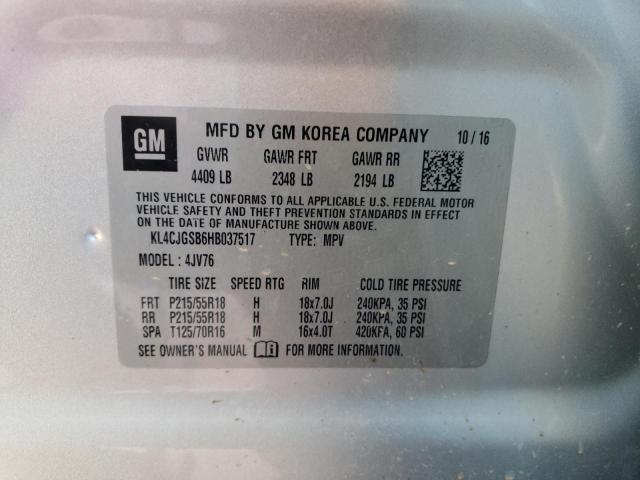 GM MFD BY GM KOREA COMPANY 10 / 16
GVWR GAWR FRT GAWR RR
4409 LB 2348 LB 2194 LB
THIS VEHICLE CONFORMS TO ALL APPLICABLE U.S. FEDERAL MOTOR
VEHICLE SAFETY AND THEFT PREVENTION STANDARDS IN EFFECT
ON THE DATE OF MANUFACTURE SHOWN ABOVE.
KL4CJGSB6HB037517 TYPE: MPV
MODEL : 4JV76
TIRE SIZE SPEED RTG RIM COLD TIRE PRESSURE
FRT P215/55R18 H 18x7.0J 240KPA, 35 PSI
RR P215/55R18 H 18x7.0J 240KPA, 35 PSI
SPA T125/70R16 M 16x4.0T 420KPA, 60 PSI
SEE OWNER'S MANUAL FOR MORE INFORMATION.